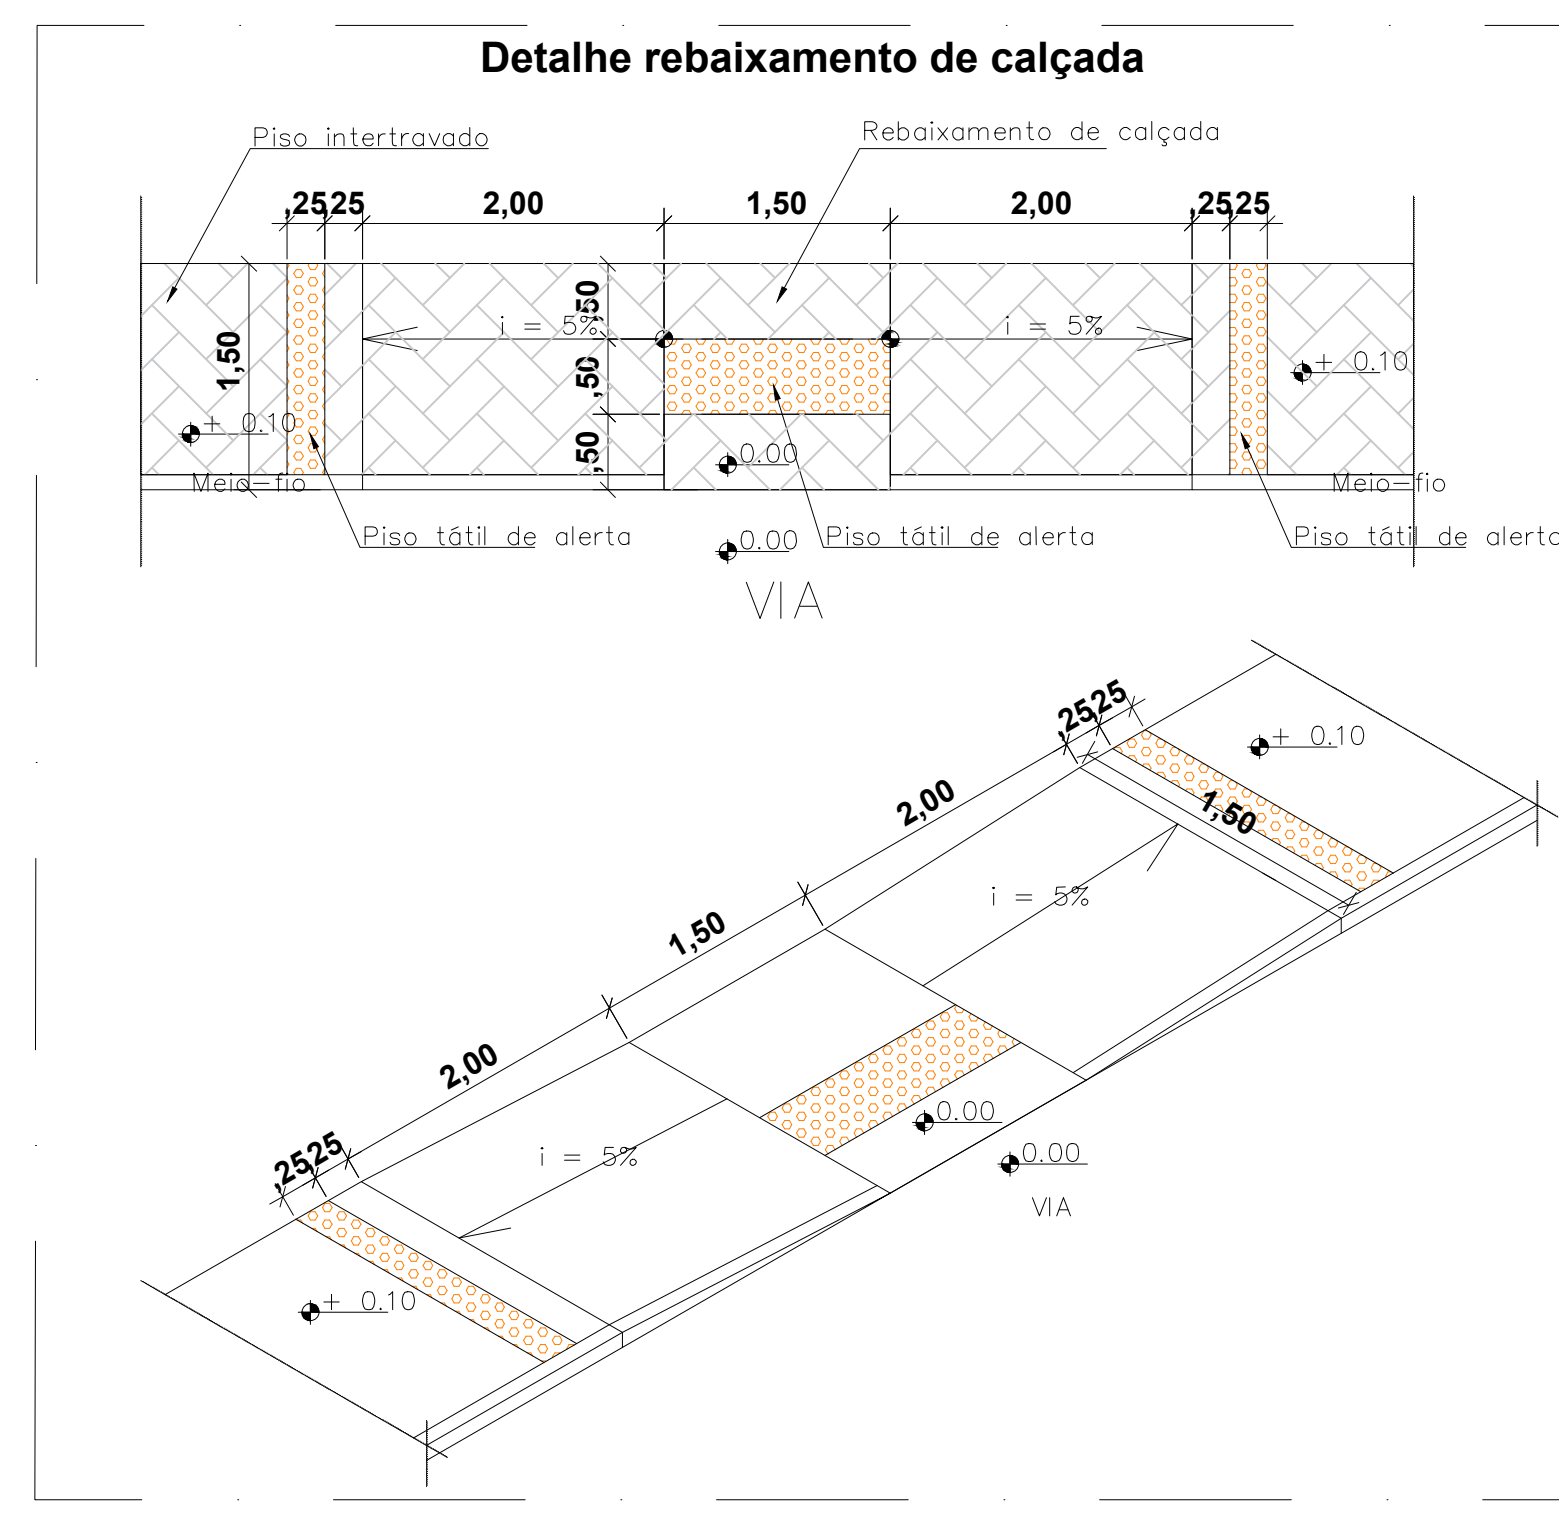 Detalhe rebaixamento de calçada
Piso intertravado
Rebaixamento de calçada
,25 ,25 2,00 1,50 2,00 ,25 ,25
i = 5% ,50 i = 5%
1,50 ,50 + 0.10
+ 0.10 ,50 0.00
Meio-fio Meio-fio
Piso tátil de alerta Piso tátil de alerta Piso tátil de alerta
0.00
VIA
,25 ,25
+ 0.10
2,00
1,50
i = 5%
1,50
2,00
0.00
,25 ,25
i = 5%
0.00
VIA
+ 0.10